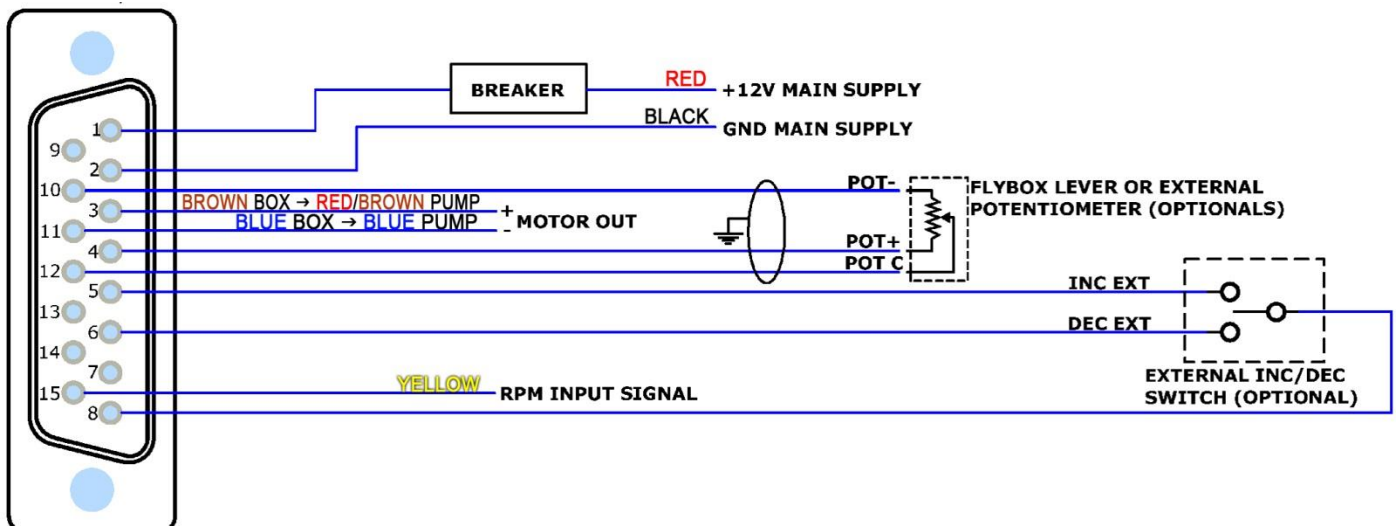 BREAKER
RED
+12V MAIN SUPPLY
BLACK
GND MAIN SUPPLY
1
9
2
10
3
11
4
12
5
13
6
14
7
15
8
BROWN BOX → RED/BROWN PUMP
BLUE BOX → BLUE PUMP
+
-
MOTOR OUT
POT-
POT+
POT C
FLYBOX LEVER OR EXTERNAL
POTENTIOMETER (OPTIONALS)
INC EXT
DEC EXT
EXTERNAL INC/DEC
SWITCH (OPTIONAL)
YELLOW
RPM INPUT SIGNAL